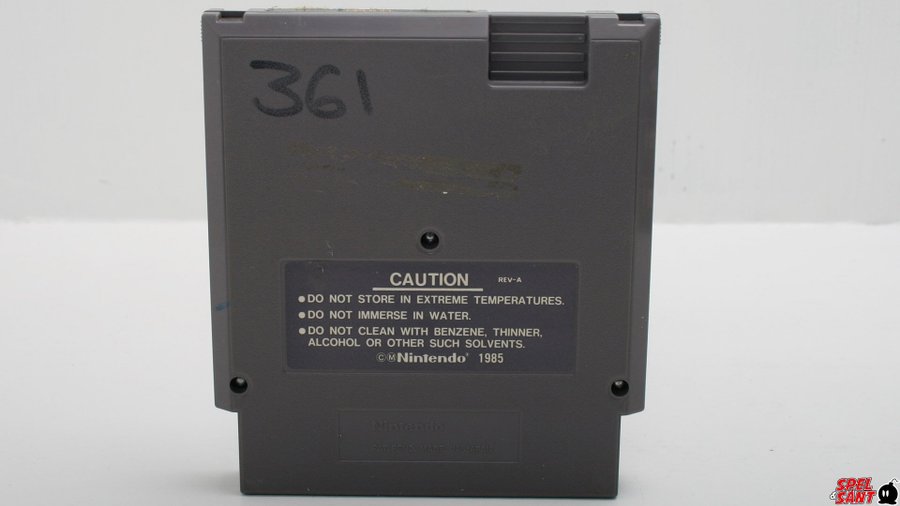 361
CAUTION REV-A
●DO NOT STORE IN EXTREME TEMPERATURES.
●DO NOT IMMERSE IN WATER.
●DO NOT CLEAN WITH BENZENE, THINNER,
ALCOHOL OR OTHER SUCH SOLVENTS.
ⒸⓂNintendo® 1985
Nintendo
SPEL
SANT